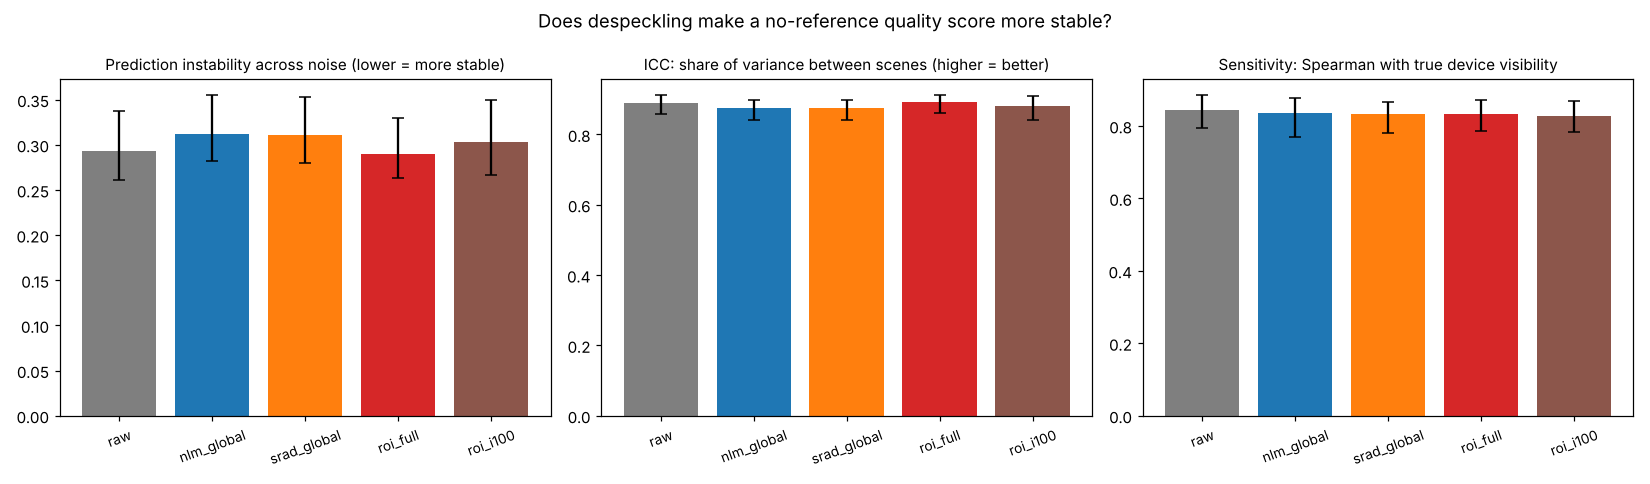 Does despeckling make a no-reference quality score more stable?
Prediction instability across noise (lower = more stable)
0.35
0.30
0.25
0.20
0.15
0.10
0.05
0.00
raw
nlm_global
srad_global
roi_full
roi_i100
ICC: share of variance between scenes (higher = better)
0.8
0.6
0.4
0.2
0.0
raw
nlm_global
srad_global
roi_full
roi_i100
Sensitivity: Spearman with true device visibility
0.8
0.6
0.4
0.2
0.0
raw
nlm_global
srad_global
roi_full
roi_i100